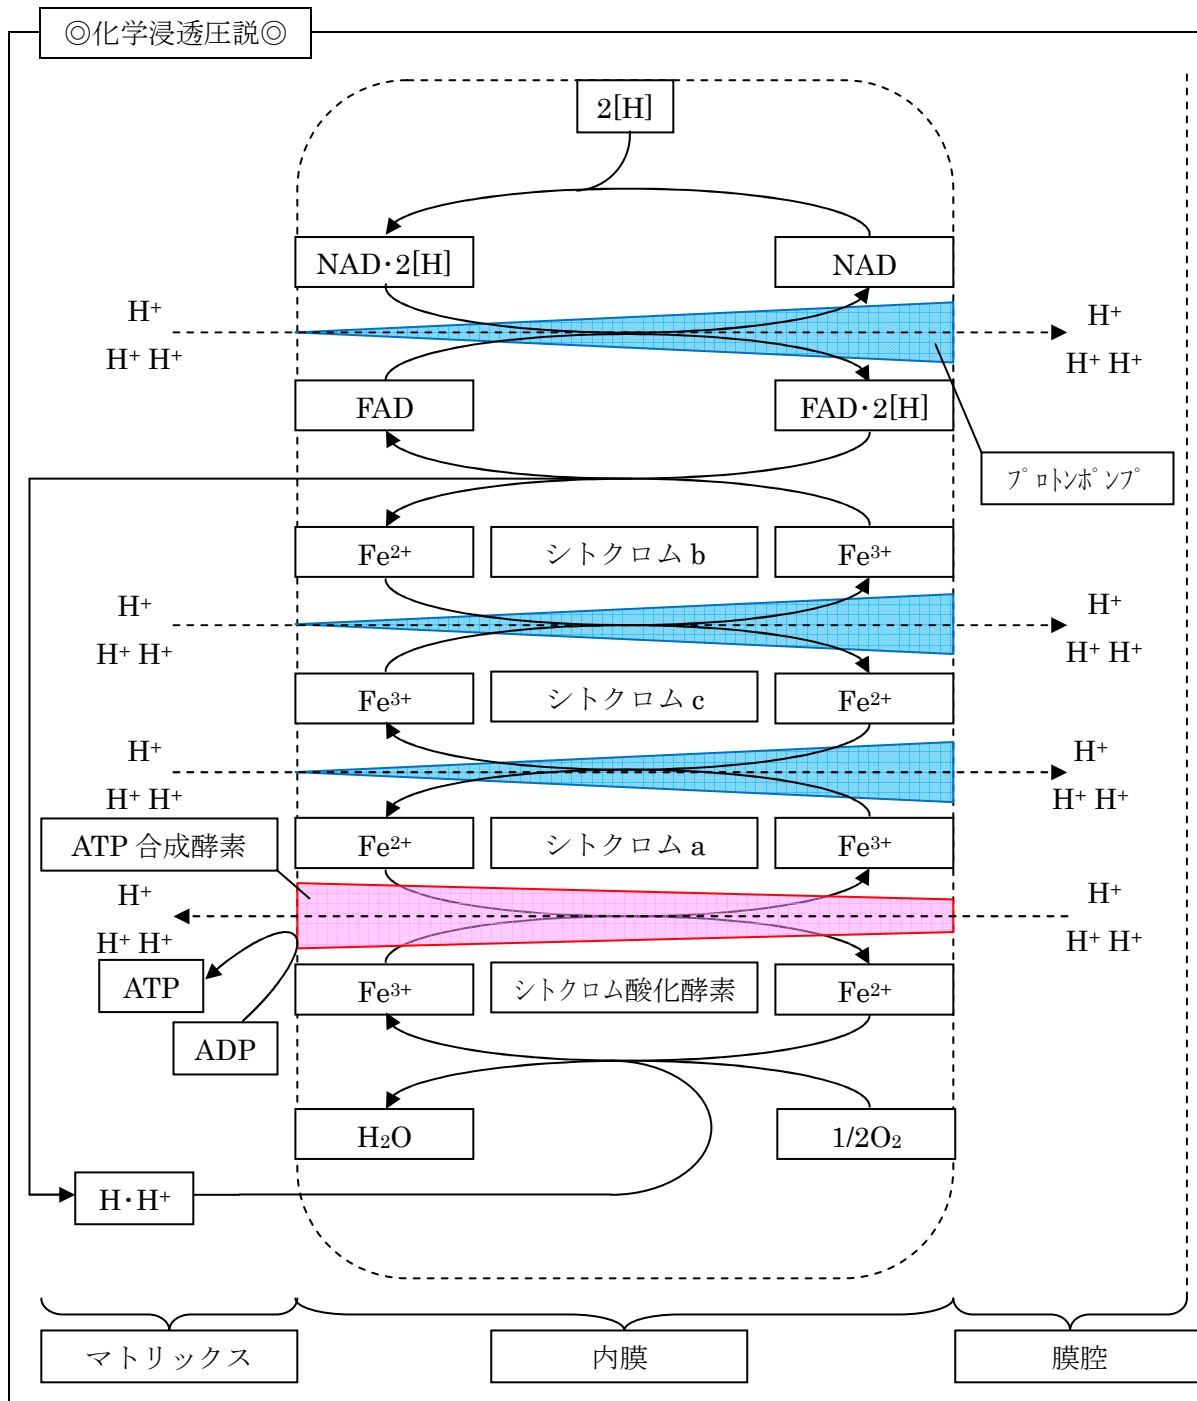 ◎化学浸透圧説◎
2[H]
NAD・2[H]
NAD
H⁺
H⁺ H⁺
H⁺
H⁺ H⁺
FAD
FAD・2[H]
ﾌﾟﾛﾄﾝﾎﾟﾝﾌﾟ
Fe²⁺
シトクロム b
Fe³⁺
H⁺
H⁺ H⁺
H⁺
H⁺ H⁺
Fe³⁺
シトクロム c
Fe²⁺
H⁺
H⁺ H⁺
H⁺
H⁺ H⁺
ATP 合成酵素
Fe²⁺
シトクロム a
Fe³⁺
H⁺
H⁺ H⁺
H⁺
H⁺ H⁺
ATP
Fe³⁺
シトクロム酸化酵素
Fe²⁺
ADP
H₂O
1/2O₂
H・H⁺
マトリックス
内膜
膜腔